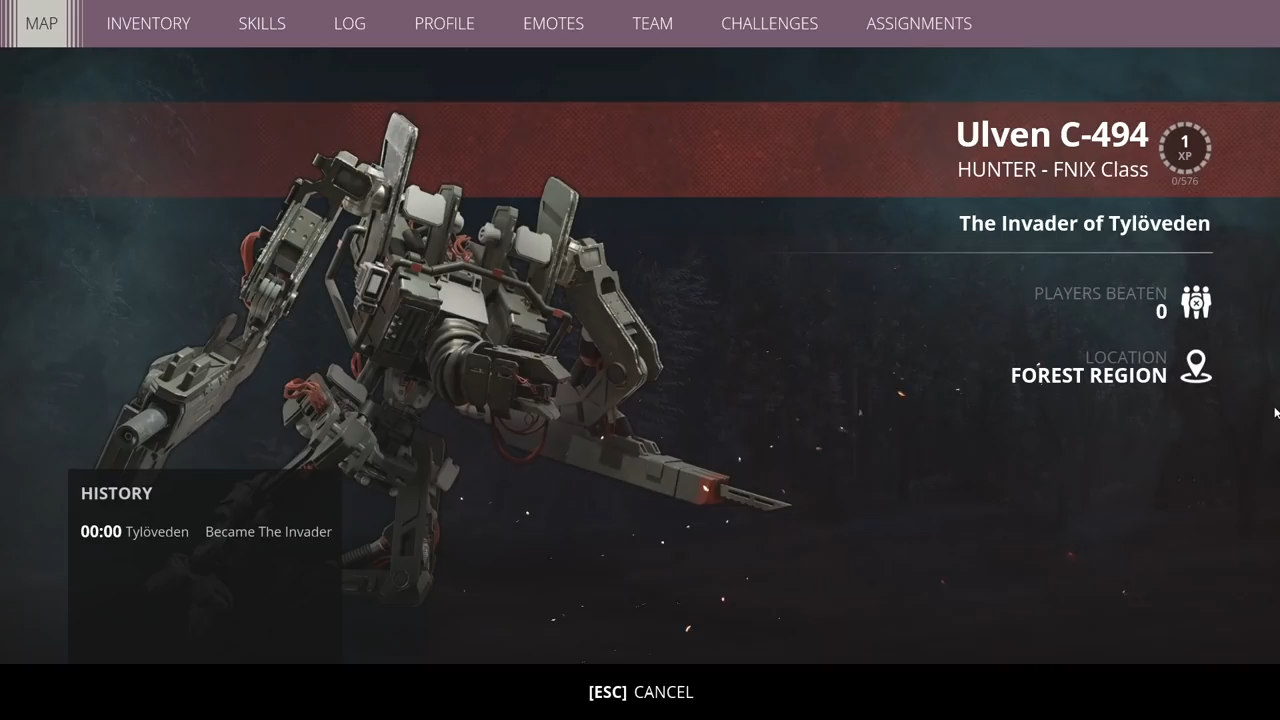 MAP INVENTORY SKILLS LOG PROFILE EMOTES TEAM CHALLENGES ASSIGNMENTS
Ulven C-494
HUNTER - FNIX Class
1
XP
0/576
The Invader of Tylöveden
PLAYERS BEATEN
0
LOCATION
FOREST REGION
HISTORY
00:00 Tylöveden Became The Invader
[ESC] CANCEL